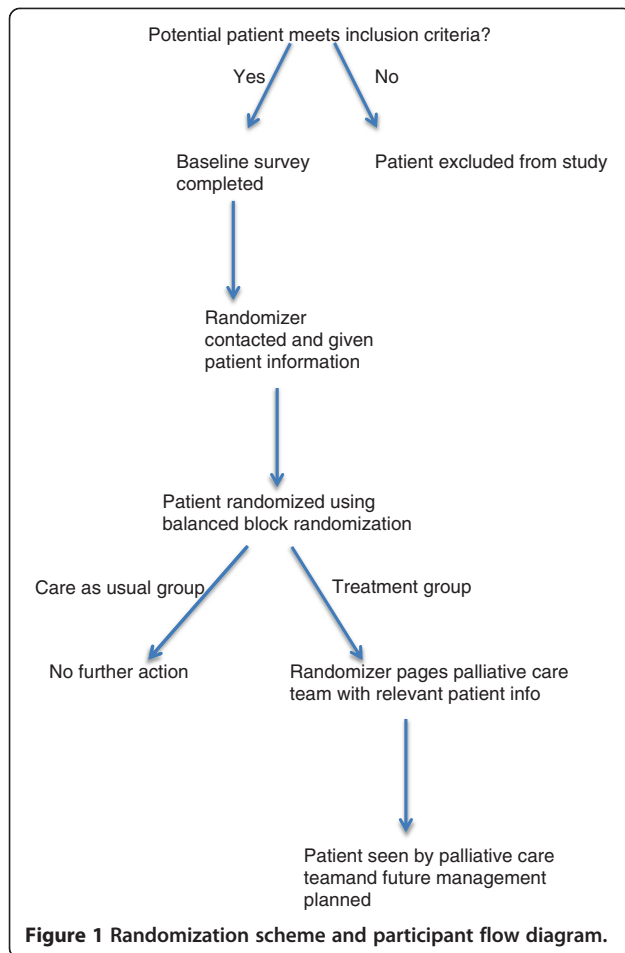 Potential patient meets inclusion criteria?
Yes
No
Baseline survey
completed
Patient excluded from study
Randomizer
contacted and given
patient information
Patient randomized using
balanced block randomization
Care as usual group
Treatment group
No further action
Randomizer pages palliative care
team with relevant patient info
Patient seen by palliative care
teamand future management
planned
Figure 1 Randomization scheme and participant flow diagram.